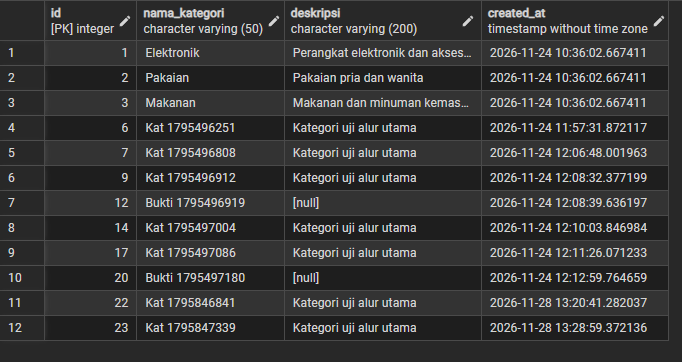 id nama_kategori deskripsi created_at
[PK] integer character varying (50) character varying (200) timestamp without time zone
1 1 Elektronik Perangkat elektronik dan akses... 2026-11-24 10:36:02.667411
2 2 Pakaian Pakaian pria dan wanita 2026-11-24 10:36:02.667411
3 3 Makanan Makanan dan minuman kemas... 2026-11-24 10:36:02.667411
4 6 Kat 1795496251 Kategori uji alur utama 2026-11-24 11:57:31.872117
5 7 Kat 1795496808 Kategori uji alur utama 2026-11-24 12:06:48.001963
6 9 Kat 1795496912 Kategori uji alur utama 2026-11-24 12:08:32.377199
7 12 Bukti 1795496919 [null] 2026-11-24 12:08:39.636197
8 14 Kat 1795497004 Kategori uji alur utama 2026-11-24 12:10:03.846984
9 17 Kat 1795497086 Kategori uji alur utama 2026-11-24 12:11:26.071233
10 20 Bukti 1795497180 [null] 2026-11-24 12:12:59.764659
11 22 Kat 1795846841 Kategori uji alur utama 2026-11-28 13:20:41.282037
12 23 Kat 1795847339 Kategori uji alur utama 2026-11-28 13:28:59.372136